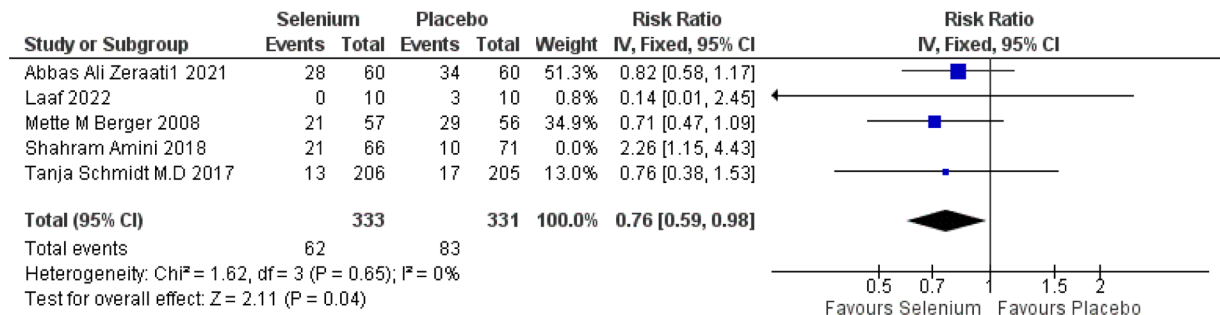 Selenium Placebo Risk Ratio Risk Ratio
Study or Subgroup Events Total Events Total Weight IV, Fixed, 95% CI IV, Fixed, 95% CI
Abbas Ali Zeraati1 2021 28 60 34 60 51.3% 0.82 [0.58, 1.17]
Laaf 2022 0 10 3 10 0.8% 0.14 [0.01, 2.45]
Mette M Berger 2008 21 57 29 56 34.9% 0.71 [0.47, 1.09]
Shahram Amini 2018 21 66 10 71 0.0% 2.26 [1.15, 4.43]
Tanja Schmidt M.D 2017 13 206 17 205 13.0% 0.76 [0.38, 1.53]
Total (95% CI) 333 331 100.0% 0.76 [0.59, 0.98]
Total events 62 83
Heterogeneity: Chi² = 1.62, df = 3 (P = 0.65); I² = 0%
Test for overall effect: Z = 2.11 (P = 0.04)
0.5 0.7 1 1.5 2
Favours Selenium Favours Placebo